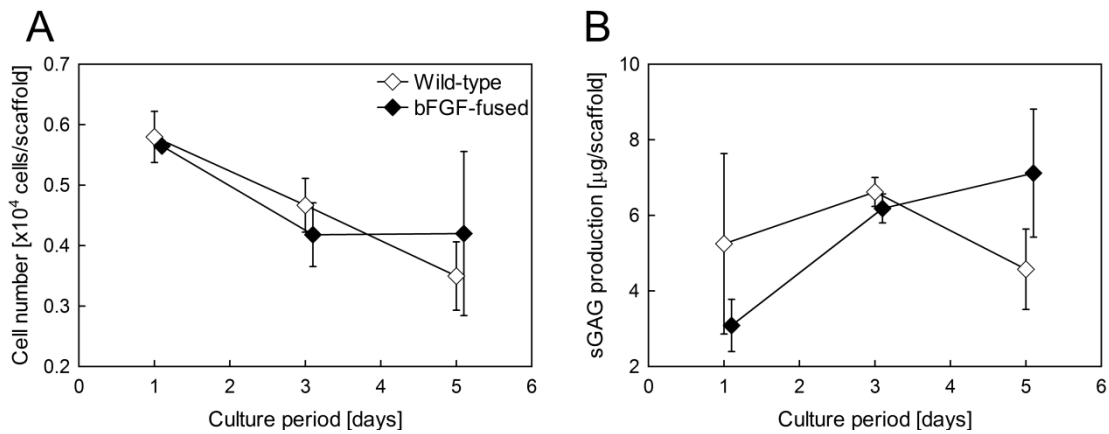 A
Cell number [x10⁴ cells/scaffold]
0.7
0.6
0.5
0.4
0.3
0.2
0 1 2 3 4 5 6
Culture period [days]
Wild-type
bFGF-fused
B
sGAG production [µg/scaffold]
10
8
6
4
2
0 1 2 3 4 5 6
Culture period [days]